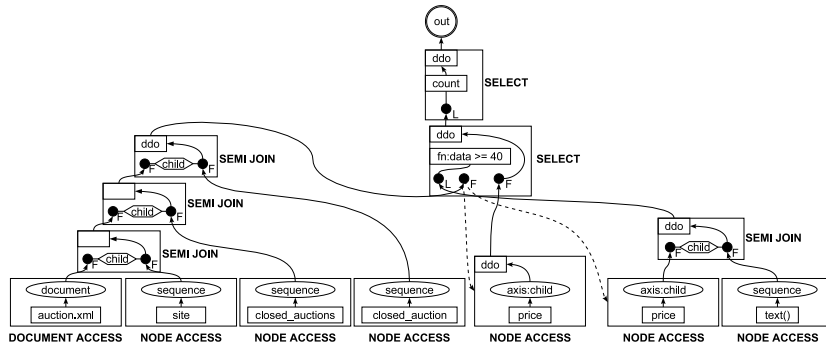 out
ddo
count
SELECT
L
ddo
fn:data >= 40
SELECT
L F F
ddo
F child F
SEMI JOIN
F child F
SEMI JOIN
F child F
SEMI JOIN
ddo
F child F
SEMI JOIN
ddo
document sequence sequence sequence axis:child axis:child sequence
auction.xml site closed_auctions closed_auction price price text()
DOCUMENT ACCESS NODE ACCESS NODE ACCESS NODE ACCESS NODE ACCESS NODE ACCESS NODE ACCESS